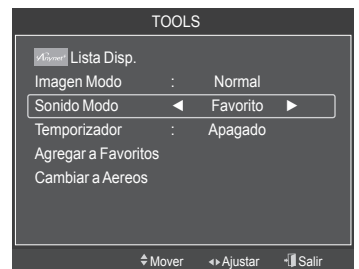 TOOLS
Anynet+ Lista Disp.
Imagen Modo : Normal
Sonido Modo ◄ Favorito ►
Temporizador : Apagado
Agregar a Favoritos
Cambiar a Aereos
Mover Ajustar Salir